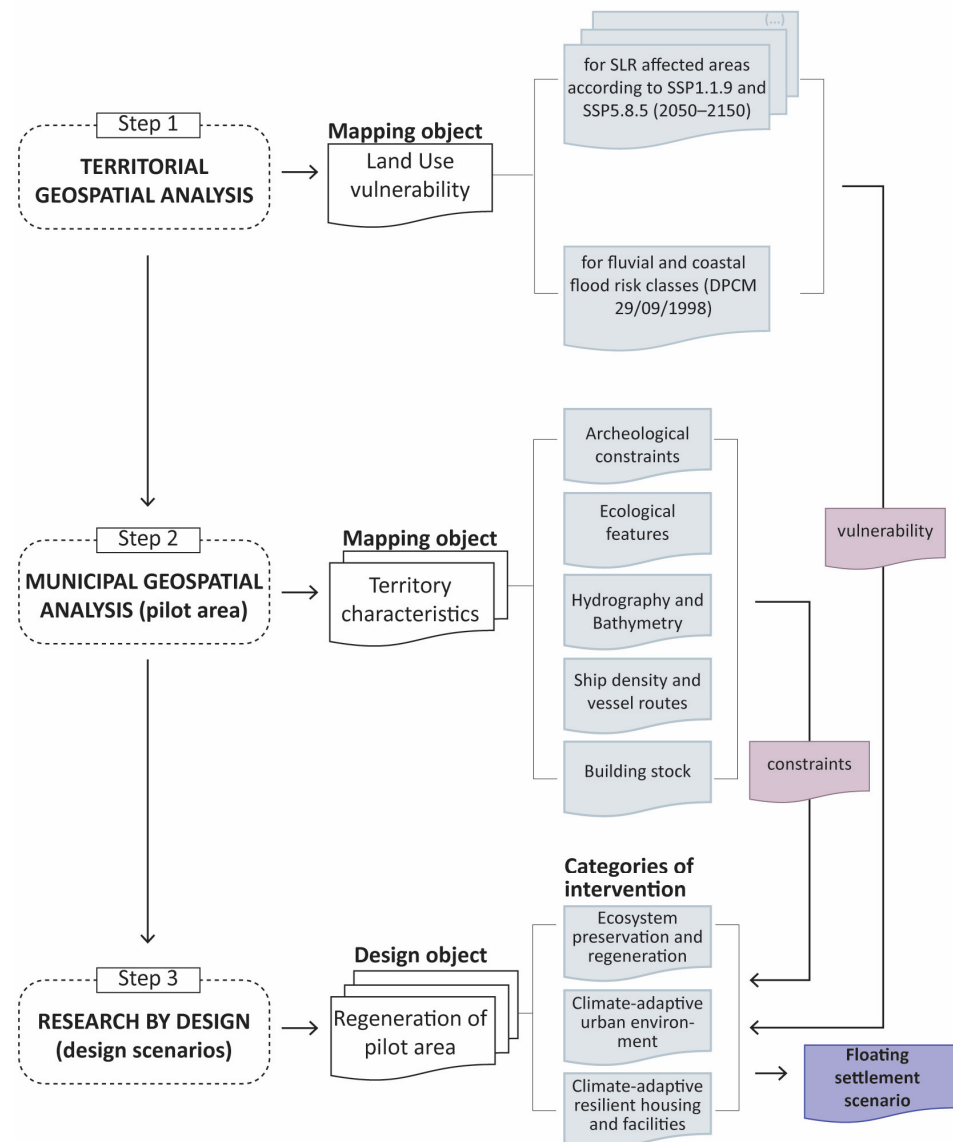 Step 1
TERRITORIAL
GEOSPATIAL ANALYSIS
Mapping object
Land Use
vulnerability
(...)
for SLR affected areas
according to SSP1.1.9 and
SSP5.8.5 (2050–2150)
for fluvial and coastal
flood risk classes (DPCM
29/09/1998)
Step 2
MUNICIPAL GEOSPATIAL
ANALYSIS (pilot area)
Mapping object
Territory
characteristics
Archeological
constraints
Ecological
features
Hydrography and
Bathymetry
Ship density and
vessel routes
Building stock
vulnerability
constraints
Step 3
RESEARCH BY DESIGN
(design scenarios)
Design object
Regeneration of
pilot area
Categories of
intervention
Ecosystem
preservation and
regeneration
Climate-adaptive
urban environ-
ment
Climate-adaptive
resilient housing
and facilities
Floating
settlement
scenario